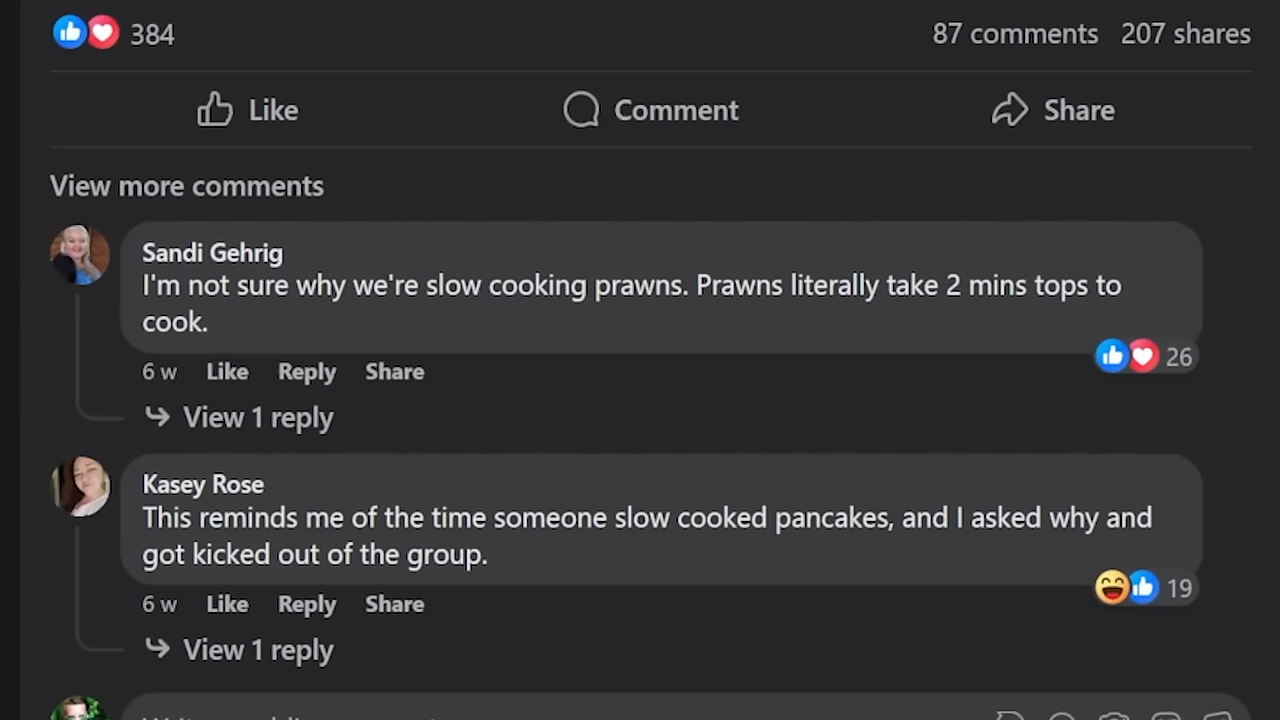 384
87 comments 207 shares
Like Comment Share
View more comments
Sandi Gehrig
I'm not sure why we're slow cooking prawns. Prawns literally take 2 mins tops to
cook.
26
6 w Like Reply Share
View 1 reply
Kasey Rose
This reminds me of the time someone slow cooked pancakes, and I asked why and
got kicked out of the group.
19
6 w Like Reply Share
View 1 reply